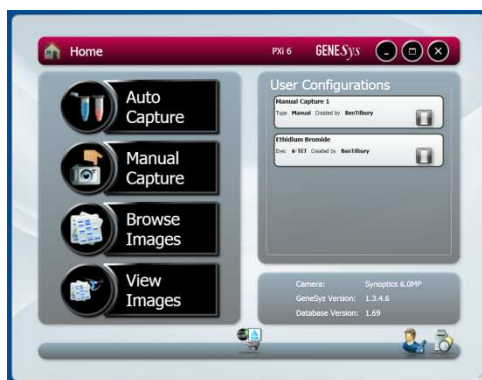 Home
PXi 6
GENESys
Auto
Capture
Manual
Capture
Browse
Images
View
Images
User Configurations
Manual Capture 1
Type: Manual Created by BenTilbury
Ethidium Bromide
Dye: 6-TET Created by BenTilbury
Camera: Synoptics 6.0MP
GeneSys Version: 1.3.4.6
Database Version: 1.69